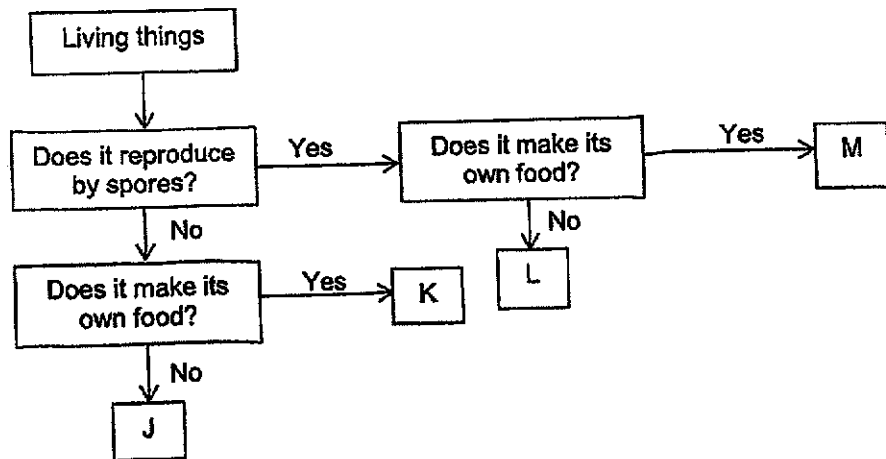 Living things
Does it reproduce
by spores?
Yes
Does it make its
own food?
Yes
M
No
No
L
Does it make its
own food?
Yes
K
No
J